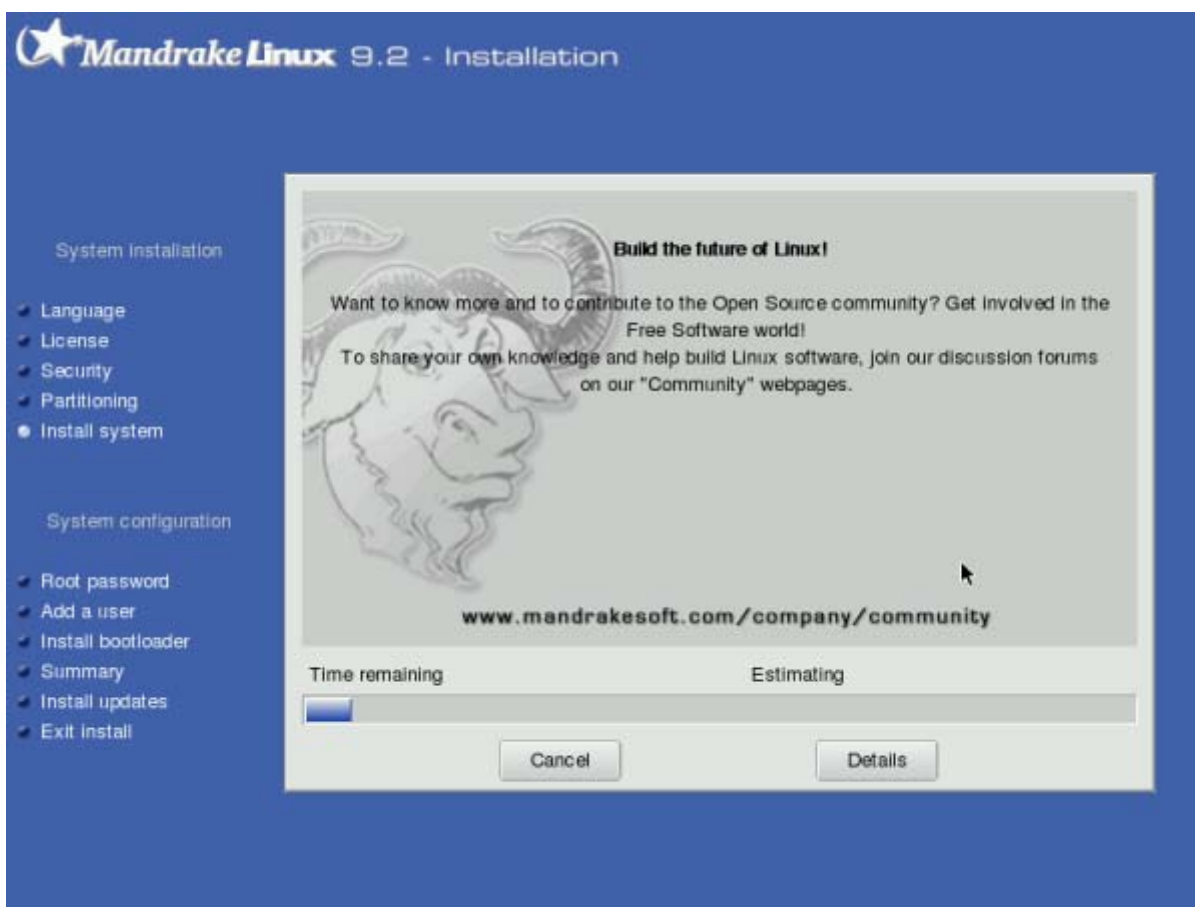 MandrakeLinux 9.2 - Installation
System installation
Language
License
Security
Partitioning
Install system
System configuration
Root password
Add a user
Install bootloader
Summary
Install updates
Exit install
Build the future of Linux!
Want to know more and to contribute to the Open Source community? Get involved in the
Free Software world!
To share your own knowledge and help build Linux software, join our discussion forums
on our "Community" webpages.
www.mandrakesoft.com/company/community
Time remaining Estimating
Cancel Details